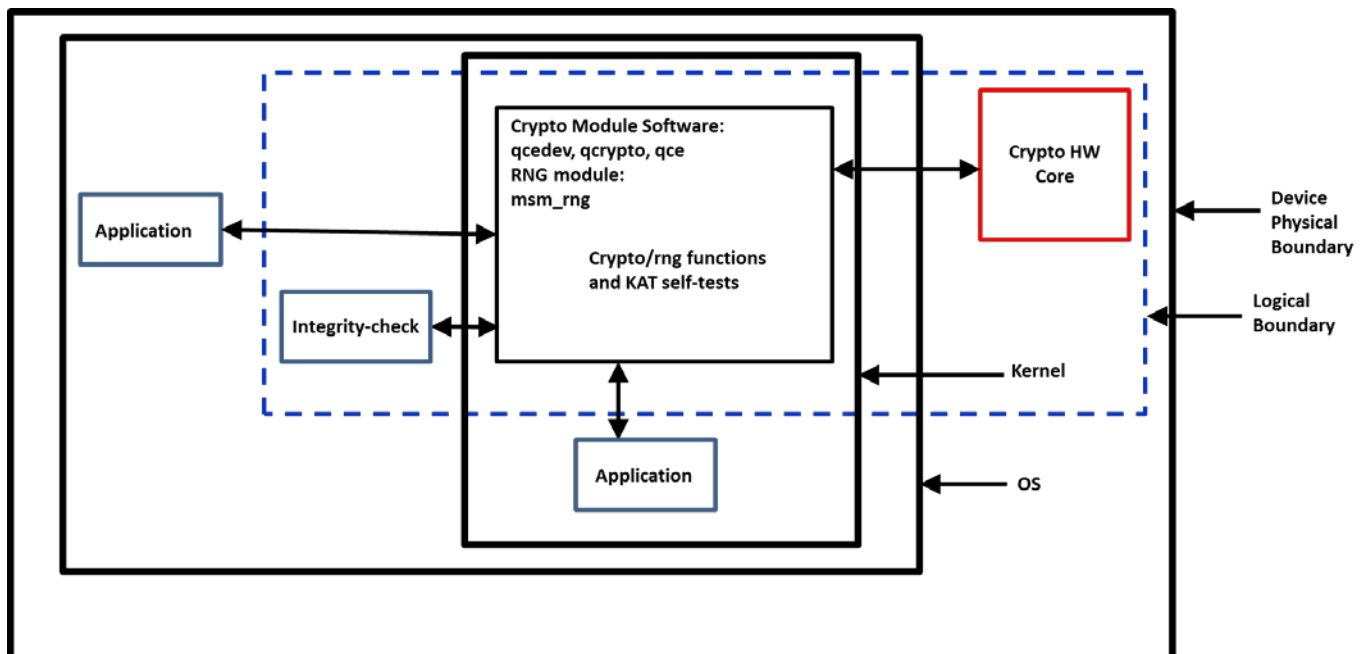 Crypto Module Software:
qcedev, qcrypto, qce
RNG module:
msm_rng
Crypto/rng functions
and KAT self-tests
Crypto HW
Core
Application
Integrity-check
Application
Device
Physical
Boundary
Logical
Boundary
Kernel
OS